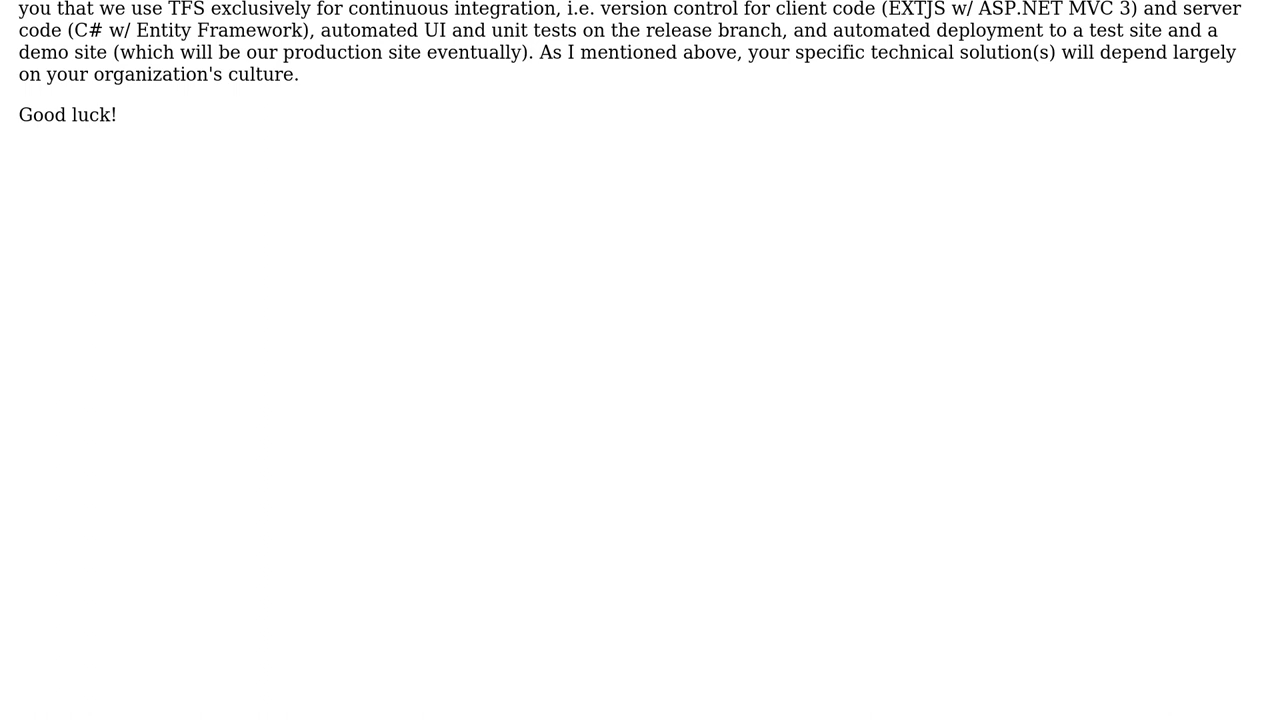 you that we use TFS exclusively for continuous integration, i.e. version control for client code (EXTJS w/ ASP.NET MVC 3) and server
code (C# w/ Entity Framework), automated UI and unit tests on the release branch, and automated deployment to a test site and a
demo site (which will be our production site eventually). As I mentioned above, your specific technical solution(s) will depend largely
on your organization's culture.
Good luck!